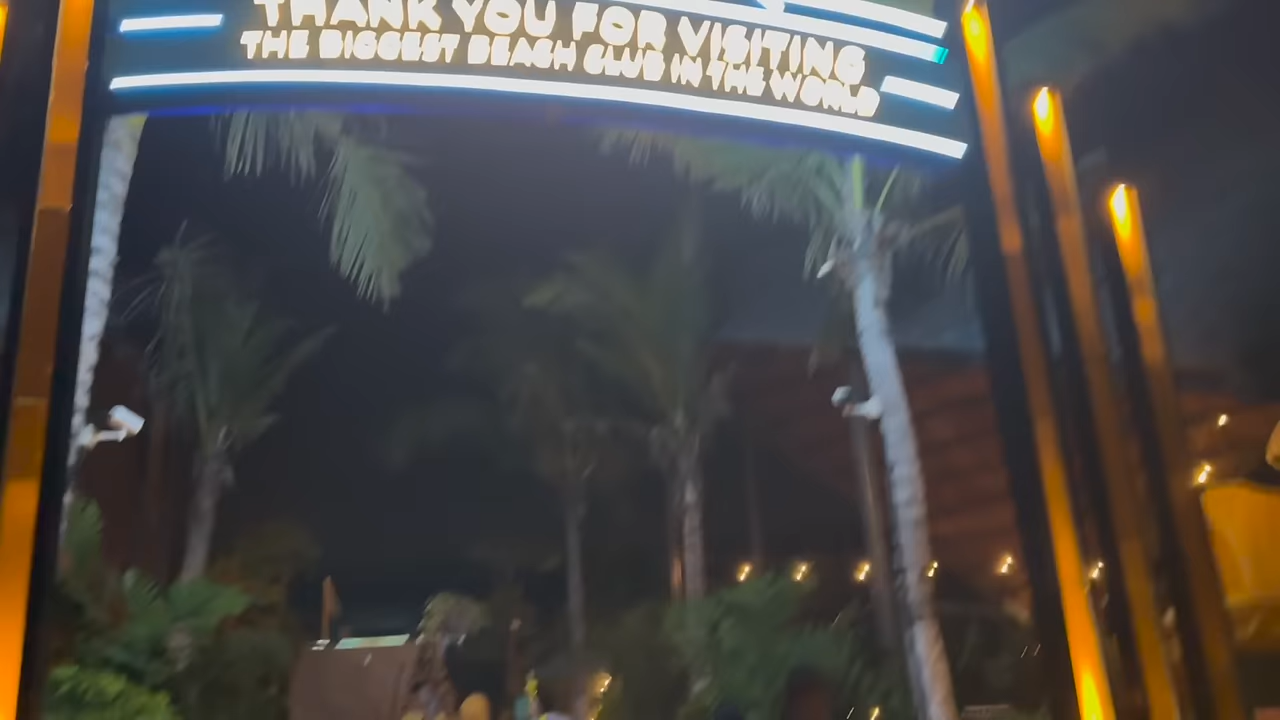 THANK YOU FOR VISITING
THE BIGGEST BEACH CLUB IN THE WORLD